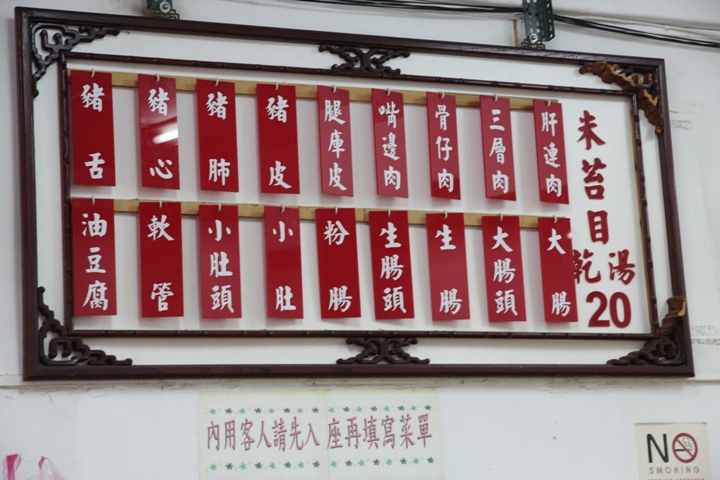 米苔目
乾 湯
20
肝連肉
三層肉
骨仔肉
嘴邊肉
腿庫皮
豬皮
豬肺
豬心
豬舌
大腸
大腸頭
生腸
生腸頭
粉腸
小肚
小肚頭
軟管
油豆腐
內用客人請先入座再填寫菜單
NO
SMOKING